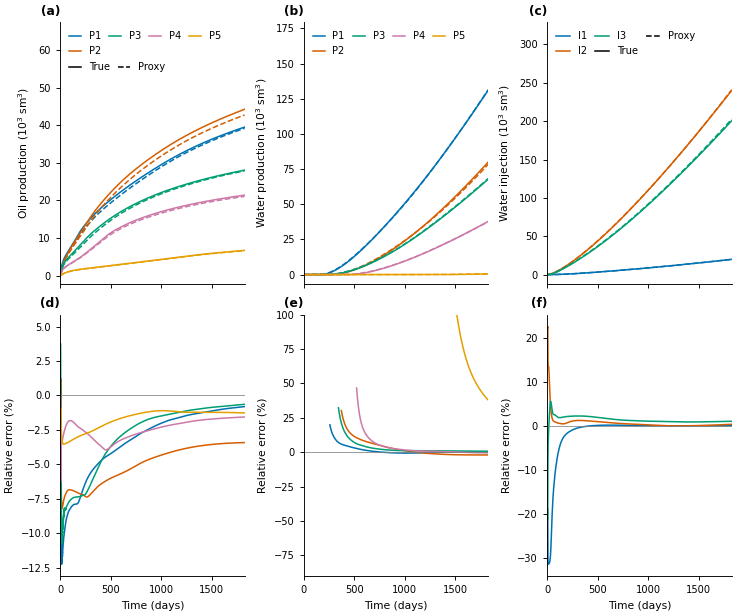 (a)
P1 P3 P4 P5
P2
True Proxy
Oil production (10³ sm³)
60
50
40
30
20
10
0
(b)
P1 P3 P4 P5
P2
Water production (10³ sm³)
175
150
125
100
75
50
25
0
(c)
I1 I3 Proxy
I2 True
Water injection (10³ sm³)
300
250
200
150
100
50
0
(d)
Relative error (%)
5.0
2.5
0.0
−2.5
−5.0
−7.5
−10.0
−12.5
0 500 1000 1500
Time (days)
(e)
Relative error (%)
100
75
50
25
0
−25
−50
−75
0 500 1000 1500
Time (days)
(f)
Relative error (%)
20
10
0
−10
−20
−30
0 500 1000 1500
Time (days)